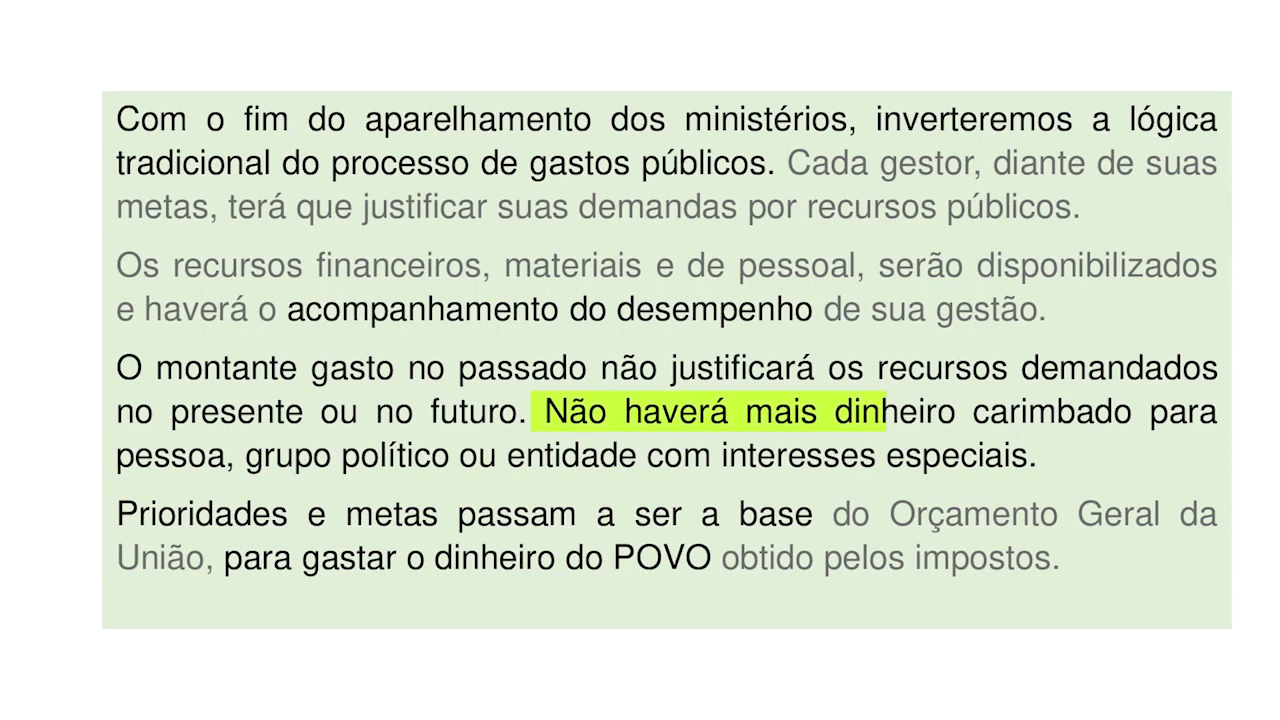 Com o fim do aparelhamento dos ministérios, inverteremos a lógica
tradicional do processo de gastos públicos. Cada gestor, diante de suas
metas, terá que justificar suas demandas por recursos públicos.
Os recursos financeiros, materiais e de pessoal, serão disponibilizados
e haverá o acompanhamento do desempenho de sua gestão.
O montante gasto no passado não justificará os recursos demandados
no presente ou no futuro. Não haverá mais dinheiro carimbado para
pessoa, grupo político ou entidade com interesses especiais.
Prioridades e metas passam a ser a base do Orçamento Geral da
União, para gastar o dinheiro do POVO obtido pelos impostos.